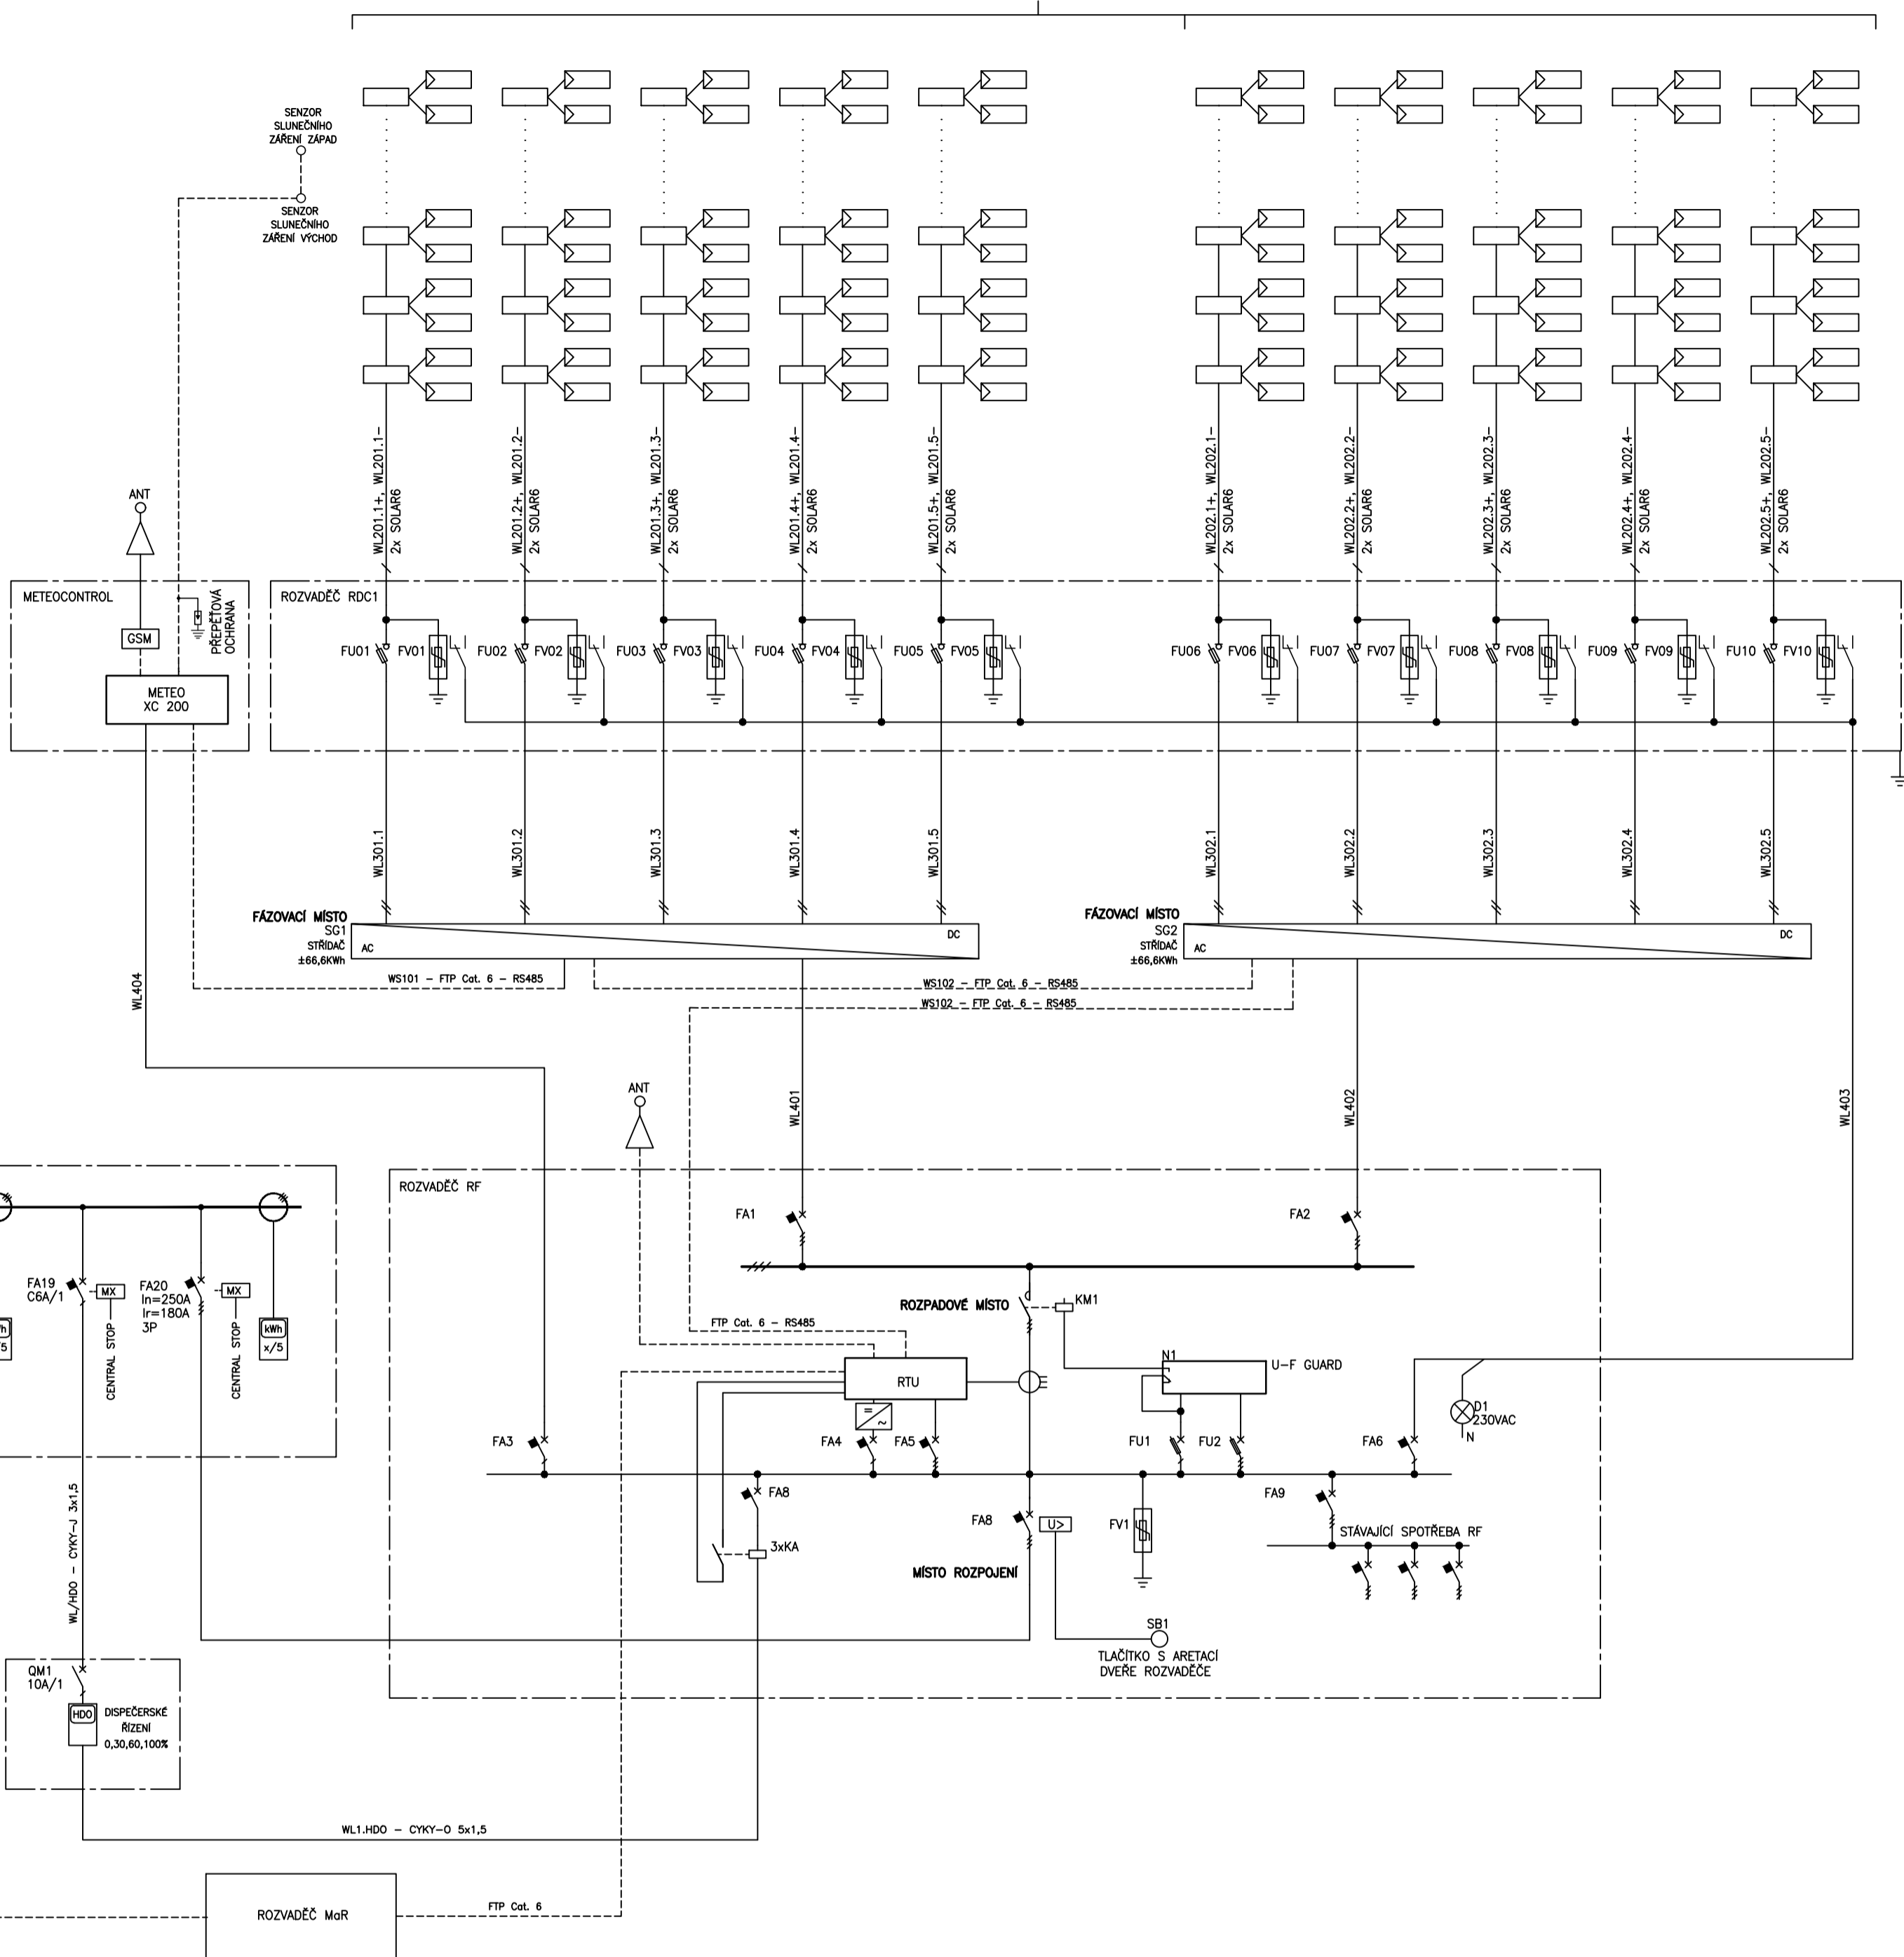 SENZOR
SLUNEČNÍHO
ZÁŘENÍ ZÁPAD
SENZOR
SLUNEČNÍHO
ZÁŘENÍ VÝCHOD
WL201.1+, WL201.1-
2x SOLAR6
WL201.2+, WL201.2-
2x SOLAR6
WL201.3+, WL201.3-
2x SOLAR6
WL201.4+, WL201.4-
2x SOLAR6
WL201.5+, WL201.5-
2x SOLAR6
WL202.1+, WL202.1-
2x SOLAR6
WL202.2+, WL202.2-
2x SOLAR6
WL202.3+, WL202.3-
2x SOLAR6
WL202.4+, WL202.4-
2x SOLAR6
WL202.5+, WL202.5-
2x SOLAR6
ANT
METEOCONTROL
GSM
PŘEPĚŤOVÁ
OCHRANA
METEO
XC 200
ROZVADĚČ RDC1
FU01
FV01
FU02
FV02
FU03
FV03
FU04
FV04
FU05
FV05
FU06
FV06
FU07
FV07
FU08
FV08
FU09
FV09
FU10
FV10
WL301.1
WL301.2
WL301.3
WL301.4
WL301.5
WL302.1
WL302.2
WL302.3
WL302.4
WL302.5
FÁZOVACÍ MÍSTO
SG1
STŘÍDAČ
±66,6KWh
AC
DC
FÁZOVACÍ MÍSTO
SG2
STŘÍDAČ
±66,6KWh
AC
DC
WL404
WS101 - FTP Cat. 6 - RS485
WS102 - FTP Cat. 6 - RS485
WS102 - FTP Cat. 6 - RS485
ANT
WL401
WL402
WL403
ROZVADĚČ RF
FA1
FA2
FA19
C6A/1
MX
CENTRAL STOP
FA20
In=250A
Ir=180A
3P
MX
CENTRAL STOP
kWh
x/5
ROZPADOVÉ MÍSTO
KM1
FTP Cat. 6 - RS485
RTU
N1
U-F GUARD
=
~
D1
230VAC
N
FA3
FA4
FA5
FU1
FU2
FA6
FA8
FA8
U>
FV1
FA9
STÁVAJÍCÍ SPOTŘEBA RF
3xKA
MÍSTO ROZPOJENÍ
SB1
TLAČÍTKO S ARETACÍ
DVEŘE ROZVADĚČE
WL/HDO - CYKY-J 3x1,5
QM1
10A/1
HDO
DISPEČERSKÉ
ŘÍZENÍ
0,30,60,100%
WL1.HDO - CYKY-O 5x1,5
ROZVADĚČ MaR
FTP Cat. 6